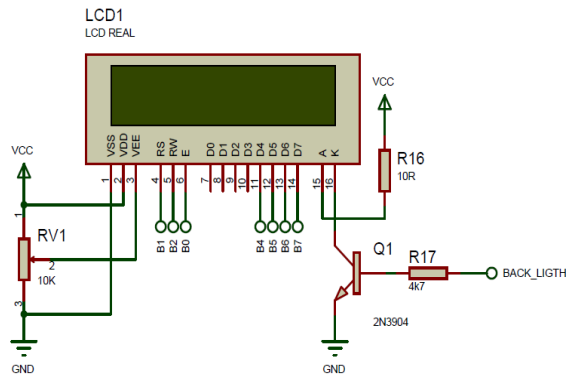 LCD1
LCD REAL
VCC
VCC
VSS
VDD
VEE
RS
RW
E
D0
D1
D2
D3
D4
D5
D6
D7
A
K
1
2
3
4
5
6
7
8
9
10
11
12
13
14
15
16
R16
10R
B1
B2
B0
B4
B5
B6
B7
1
RV1
2
10K
3
Q1
R17
4k7
BACK_LIGTH
2N3904
GND
GND